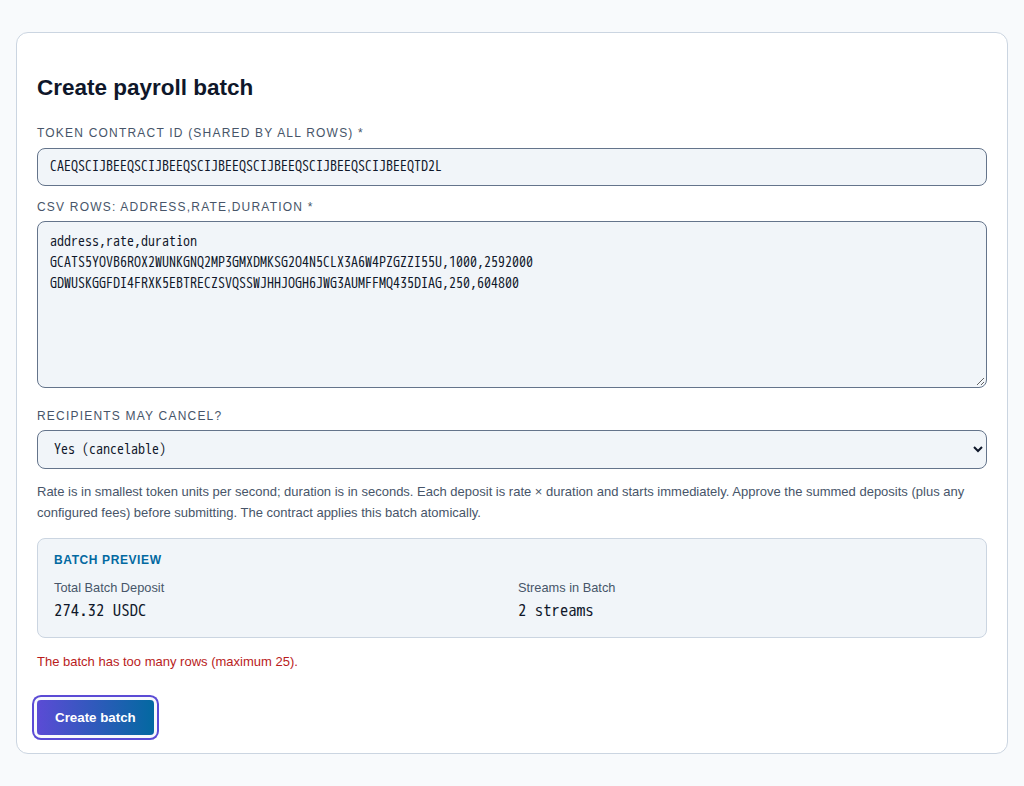 Create payroll batch
TOKEN CONTRACT ID (SHARED BY ALL ROWS) *
CAEQSCIJBEEQSCIJBEEQSCIJBEEQSCIJBEEQSCIJBEEQSCIJBEEQTD2L
CSV ROWS: ADDRESS,RATE,DURATION *
address,rate,duration
GCATS5YOVB6ROX2WUNKGNQ2MP3GMXDMKSG2O4N5CLX3A6W4PZGZZI55U,1000,2592000
GDWUSKGGFDI4FRXK5EBTRECZSVQSSWJHHJOGH6JWG3AUMFFMQ435DIAG,250,604800
RECIPIENTS MAY CANCEL?
Yes (cancelable)
Rate is in smallest token units per second; duration is in seconds. Each deposit is rate × duration and starts immediately. Approve the summed deposits (plus any
configured fees) before submitting. The contract applies this batch atomically.
BATCH PREVIEW
Total Batch Deposit
274.32 USDC
Streams in Batch
2 streams
The batch has too many rows (maximum 25).
Create batch